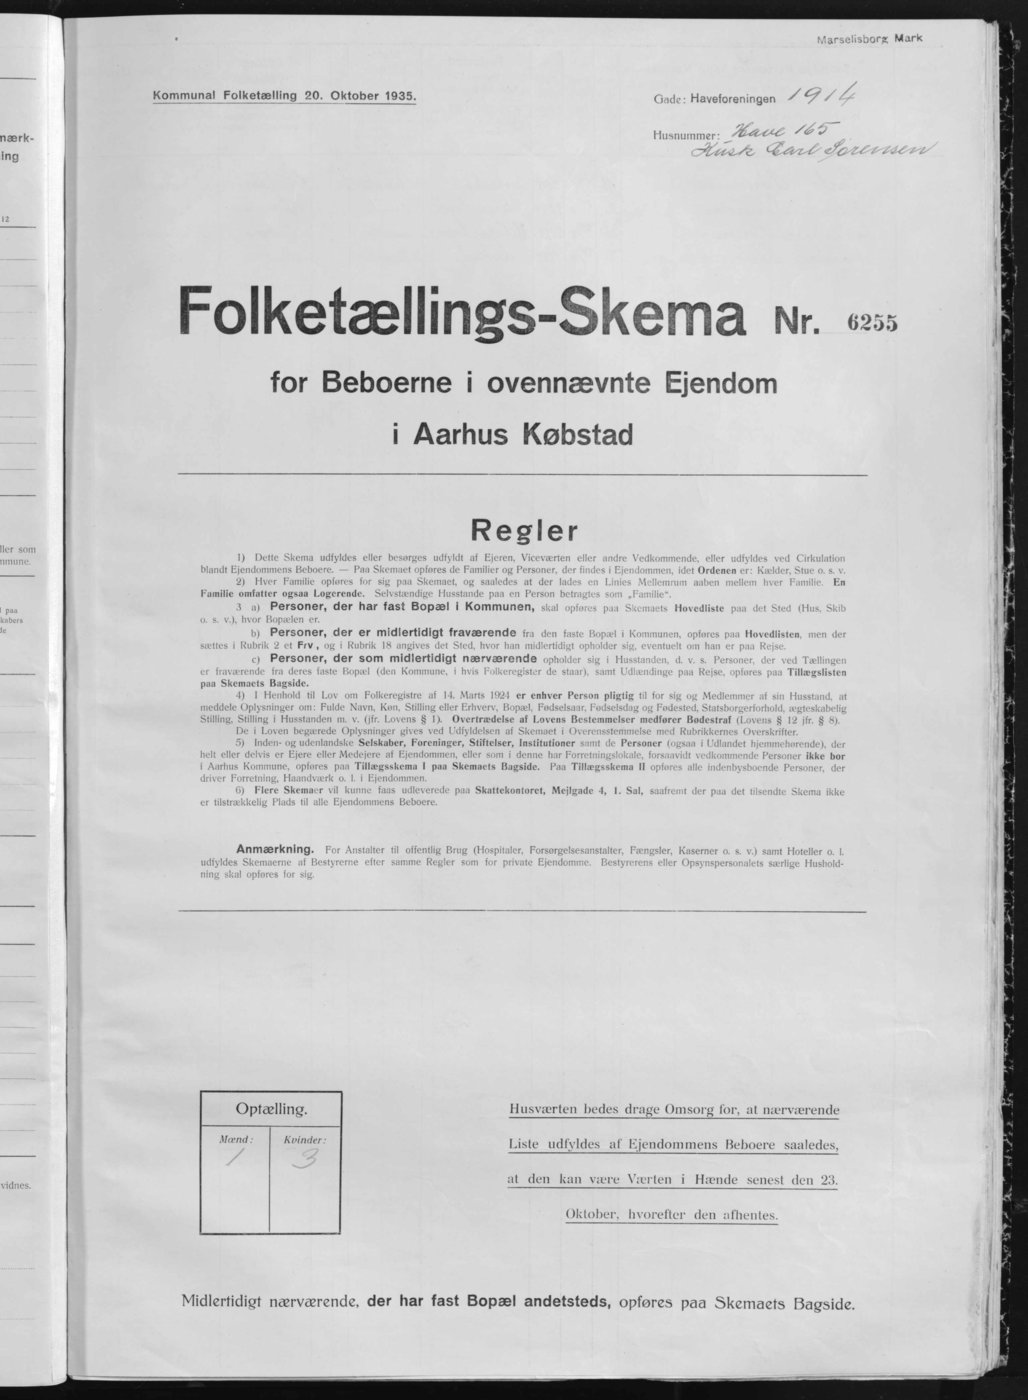 Marselisborg Mark
Kommunal Folketælling 20. Oktober 1935.
Gade: Haveforeningen 1914
Husnummer: Have 165
Husk Carl Sørensen
Folketællings-Skema Nr. 6255
for Beboerne i ovennævnte Ejendom
i Aarhus Købstad
Regler
1) Dette Skema udfyldes eller besørges udfyldt af Ejeren, Viceværten eller andre Vedkommende, eller udfyldes ved Cirkulation
blandt Ejendommens Beboere. — Paa Skemaet opføres de Familier og Personer, der findes i Ejendommen, idet Ordenen er: Kælder, Stue o. s. v.
2) Hver Familie opføres for sig paa Skemaet, og saaledes at der lades en Linies Mellemrum aaben mellem hver Familie. En
Familie omfatter ogsaa Logerende. Selvstændige Husstande paa en Person betragtes som „Familie“.
3 a) Personer, der har fast Bopæl i Kommunen, skal opføres paa Skemaets Hovedliste paa det Sted (Hus, Skib
o. s. v.), hvor Bopælen er.
b) Personer, der er midlertidigt fraværende fra den faste Bopæl i Kommunen, opføres paa Hovedlisten, men der
sættes i Rubrik 2 et Frv, og i Rubrik 18 angives det Sted, hvor han midlertidigt opholder sig, eventuelt om han er paa Rejse.
c) Personer, der som midlertidigt nærværende opholder sig i Husstanden, d. v. s. Personer, der ved Tællingen
er fraværende fra deres faste Bopæl (den Kommune, i hvis Folkeregister de staar), samt Udlændinge paa Rejse, opføres paa Tillægslisten
paa Skemaets Bagside.
4) I Henhold til Lov om Folkeregistre af 14. Marts 1924 er enhver Person pligtig til for sig og Medlemmer af sin Husstand, at
meddele Oplysninger om: Fulde Navn, Køn, Stilling eller Erhverv, Bopæl, Fødselsaar, Fødselsdag og Fødested, Statsborgerforhold, ægteskabelig
Stilling, Stilling i Husstanden m. v. (jfr. Lovens § 1). Overtrædelse af Lovens Bestemmelser medfører Bødestraf (Lovens § 12 jfr. § 8).
De i Loven begærede Oplysninger gives ved Udfyldelsen af Skemaet i Overensstemmelse med Rubrikkernes Overskrifter.
5) Inden- og udenlandske Selskaber, Foreninger, Stiftelser, Institutioner samt de Personer (ogsaa i Udlandet hjemmehørende), der
helt eller delvis er Ejere eller Medejere af Ejendommen, eller som i denne har Forretningslokale, forsaavidt vedkommende Personer ikke bor
i Aarhus Kommune, opføres paa Tillægsskema I paa Skemaets Bagside. Paa Tillægsskema II opføres alle indenbysboende Personer, der
driver Forretning, Haandværk o. l. i Ejendommen.
6) Flere Skemaer vil kunne faas udleverede paa Skattekontoret, Mejlgade 4, 1. Sal, saafremt der paa det tilsendte Skema ikke
er tilstrækkelig Plads til alle Ejendommens Beboere.
Anmærkning. For Anstalter til offentlig Brug (Hospitaler, Forsørgelsesanstalter, Fængsler, Kaserner o. s. v.) samt Hoteller o. l.
udfyldes Skemaerne af Bestyrerne efter samme Regler som for private Ejendomme. Bestyrerens eller Opsynspersonalets særlige Hushold-
ning skal opføres for sig.
Optælling.
Mænd: Kvinder:
1 3
Husværten bedes drage Omsorg for, at nærværende
Liste udfyldes af Ejendommens Beboere saaledes,
at den kan være Værten i Hænde senest den 23.
Oktober, hvorefter den afhentes.
Midlertidigt nærværende, der har fast Bopæl andetsteds, opføres paa Skemaets Bagside.